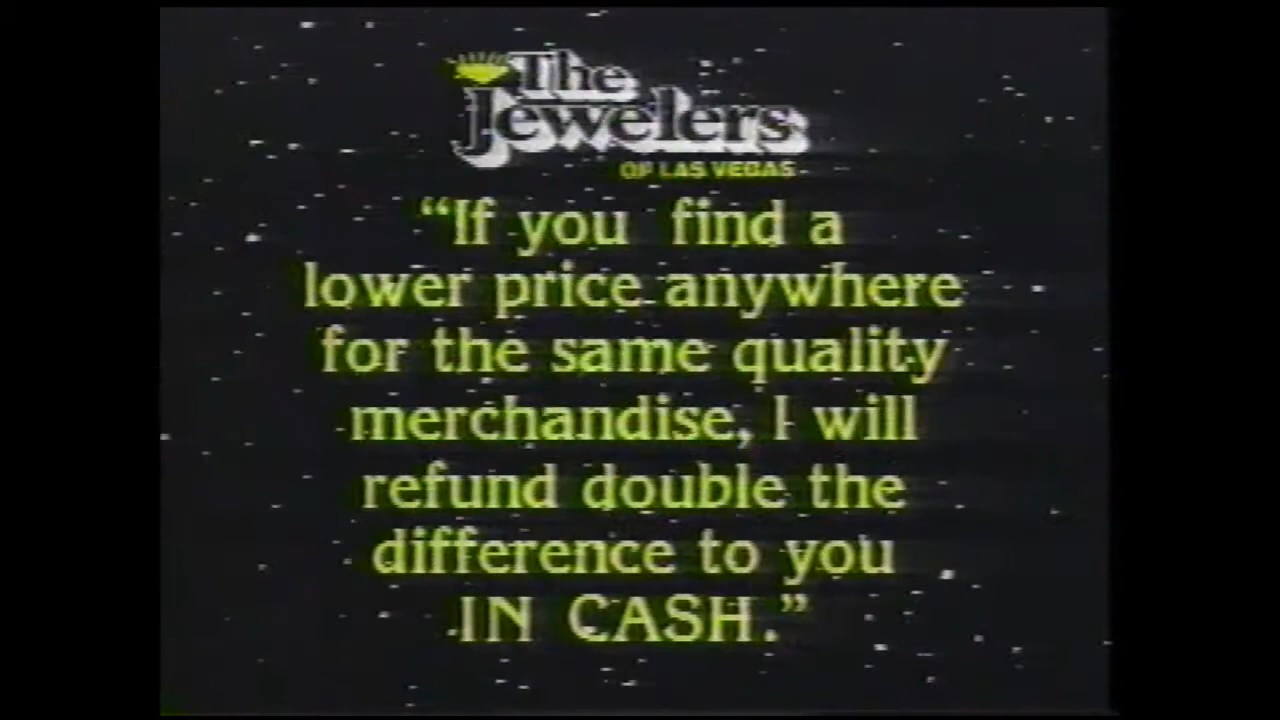 The
Jewelers
OF LAS VEGAS
“If you find a
lower price anywhere
for the same quality
merchandise, I will
refund double the
difference to you
IN CASH.”